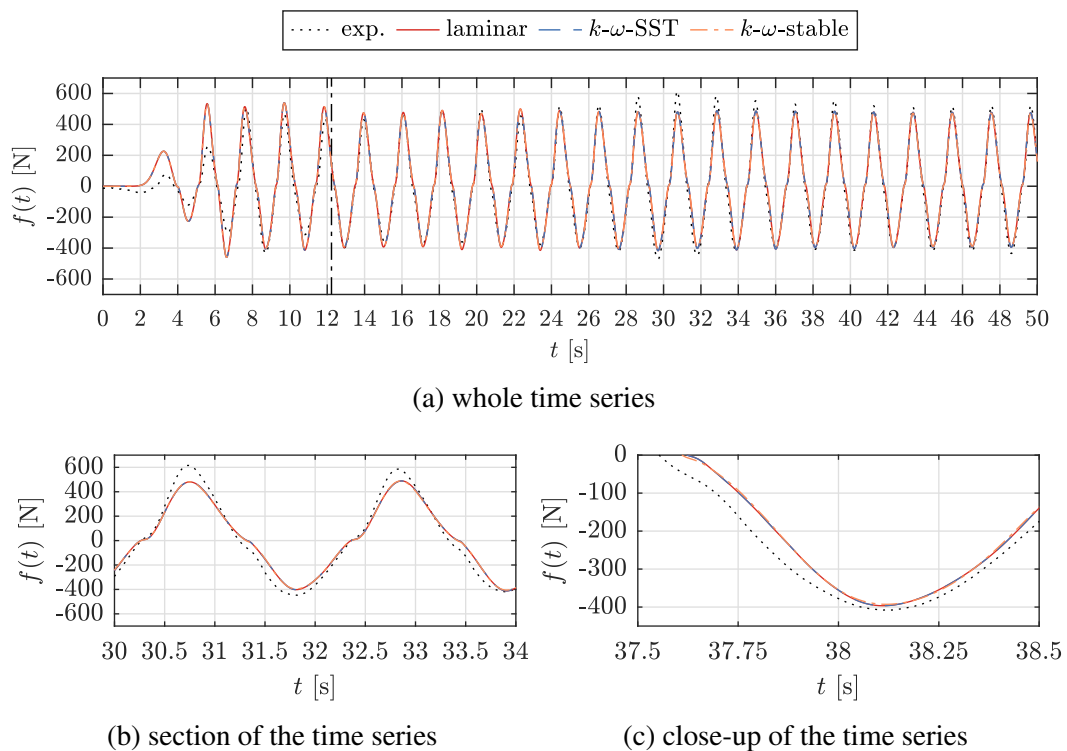 exp. laminar k-ω-SST k-ω-stable
600
400
200
0
-200
-400
-600
f(t) [N]
0 2 4 6 8 10 12 14 16 18 20 22 24 26 28 30 32 34 36 38 40 42 44 46 48 50
t [s]
(a) whole time series
600
400
200
0
-200
-400
-600
f(t) [N]
30 30.5 31 31.5 32 32.5 33 33.5 34
t [s]
(b) section of the time series
0
-100
-200
-300
-400
f(t) [N]
37.5 37.75 38 38.25 38.5
t [s]
(c) close-up of the time series